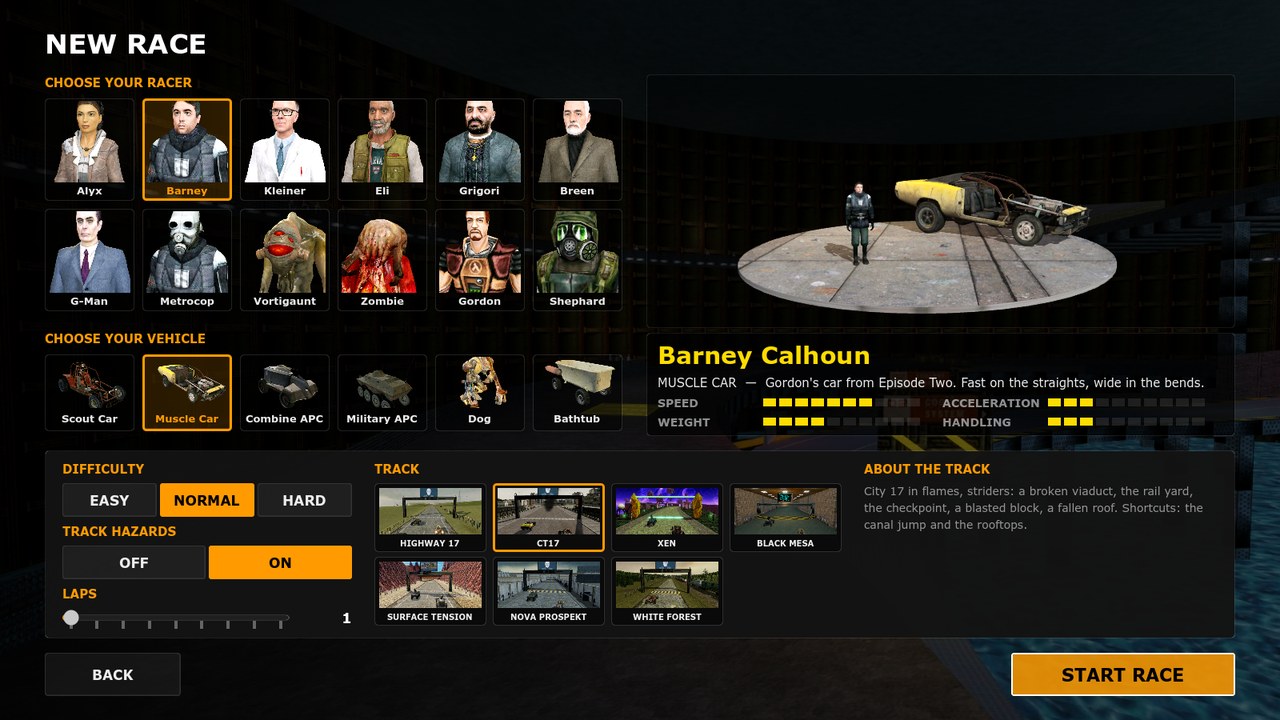 NEW RACE
CHOOSE YOUR RACER
Alyx
Barney
Kleiner
Eli
Grigori
Breen
G-Man
Metrocop
Vortigaunt
Zombie
Gordon
Shephard
CHOOSE YOUR VEHICLE
Scout Car
Muscle Car
Combine APC
Military APC
Dog
Bathtub
Barney Calhoun
MUSCLE CAR — Gordon's car from Episode Two. Fast on the straights, wide in the bends.
SPEED
ACCELERATION
WEIGHT
HANDLING
DIFFICULTY
EASY
NORMAL
HARD
TRACK HAZARDS
OFF
ON
LAPS
1
TRACK
HIGHWAY 17
CT17
XEN
BLACK MESA
SURFACE TENSION
NOVA PROSPEKT
WHITE FOREST
ABOUT THE TRACK
City 17 in flames, striders: a broken viaduct, the rail yard,
the checkpoint, a blasted block, a fallen roof. Shortcuts: the
canal jump and the rooftops.
BACK
START RACE